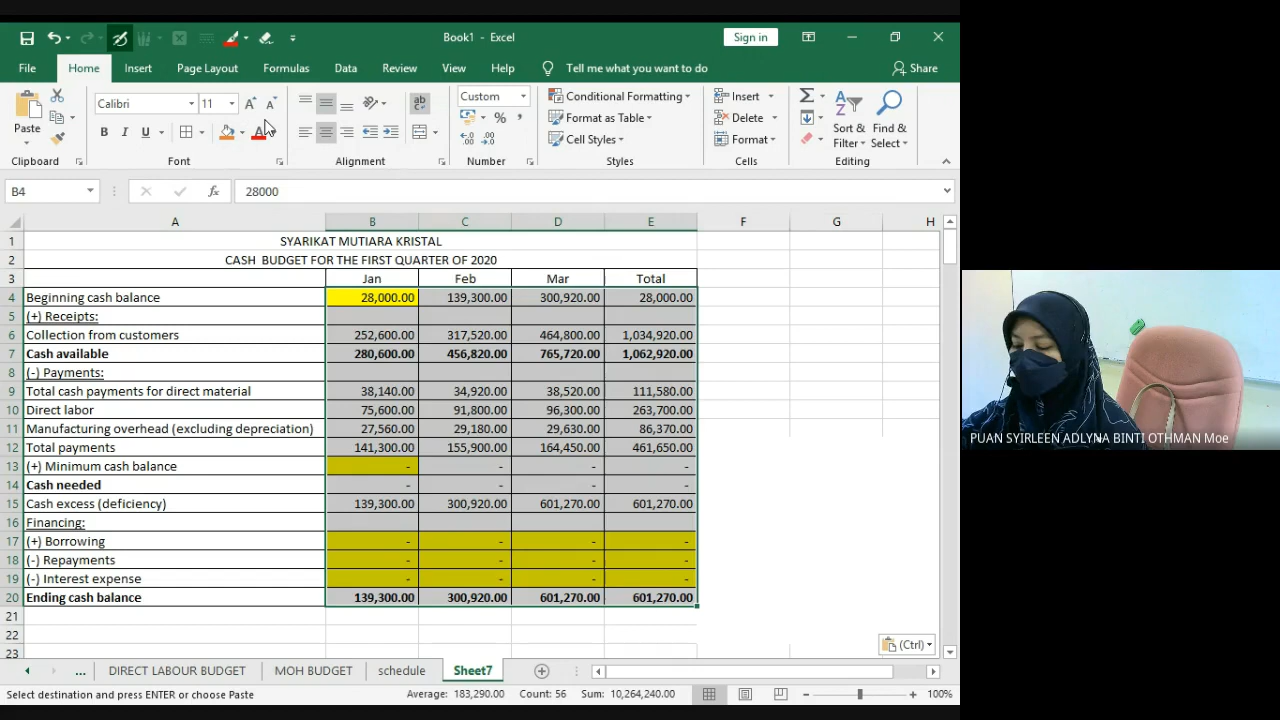 Book1 - Excel
Sign in
File Home Insert Page Layout Formulas Data Review View Help Tell me what you want to do Share
Calibri 11 A A ab c Custom Conditional Formatting Insert Σ
Paste B I U A % , Format as Table Delete Sort & Find &
Cell Styles Format Filter Select
Clipboard Font Alignment Number Styles Cells Editing
B4 fx 28000
A B C D E F G H
1 SYARIKAT MUTIARA KRISTAL
2 CASH BUDGET FOR THE FIRST QUARTER OF 2020
3 Jan Feb Mar Total
4 Beginning cash balance 28,000.00 139,300.00 300,920.00 28,000.00
5 (+) Receipts:
6 Collection from customers 252,600.00 317,520.00 464,800.00 1,034,920.00
7 Cash available 280,600.00 456,820.00 765,720.00 1,062,920.00
8 (-) Payments:
9 Total cash payments for direct material 38,140.00 34,920.00 38,520.00 111,580.00
10 Direct labor 75,600.00 91,800.00 96,300.00 263,700.00
11 Manufacturing overhead (excluding depreciation) 27,560.00 29,180.00 29,630.00 86,370.00
12 Total payments 141,300.00 155,900.00 164,450.00 461,650.00
13 (+) Minimum cash balance - - - -
14 Cash needed - - - -
15 Cash excess (deficiency) 139,300.00 300,920.00 601,270.00 601,270.00
16 Financing:
17 (+) Borrowing - - - -
18 (-) Repayments - - - -
19 (-) Interest expense - - - -
20 Ending cash balance 139,300.00 300,920.00 601,270.00 601,270.00
21
22
23
(Ctrl)
... DIRECT LABOUR BUDGET MOH BUDGET schedule Sheet7
Select destination and press ENTER or choose Paste Average: 183,290.00 Count: 56 Sum: 10,264,240.00 100%
PUAN SYIRLEEN ADLYNA BINTI OTHMAN Moe